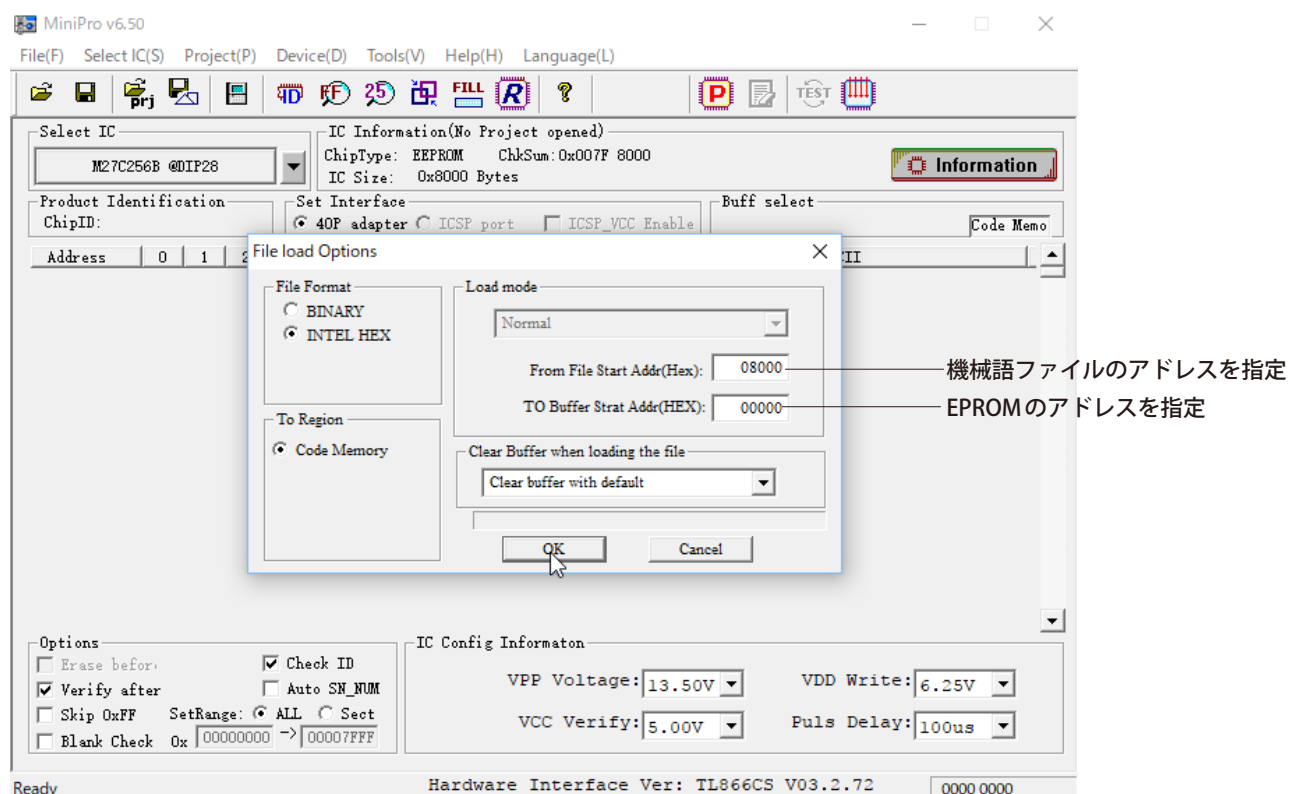 MiniPro v6.50
File(F) Select IC(S) Project(P) Device(D) Tools(V) Help(H) Language(L)
prj 4D FF 25 FILL R ? P TEST
Select IC
M27C256B @DIP28
IC Information(No Project opened)
ChipType: EEPROM ChkSum:0x007F 8000
IC Size: 0x8000 Bytes
Information
Product Identification
ChipID:
Set Interface
40P adapter ICSP port ICSP_VCC Enable
Buff select
Code Memo
Address 0 1 2 CII
File load Options
File Format
BINARY
INTEL HEX
To Region
Code Memory
Load mode
Normal
From File Start Addr(Hex): 08000
機械語ファイルのアドレスを指定
TO Buffer Strat Addr(HEX): 00000
EPROMのアドレスを指定
Clear Buffer when loading the file
Clear buffer with default
OK Cancel
Options
Erase befor
Check ID
Verify after
Auto SN_NUM
Skip 0xFF SetRange: ALL Sect
Blank Check 0x 00000000 -> 00007FFF
IC Config Informaton
VPP Voltage: 13.50V VDD Write: 6.25V
VCC Verify: 5.00V Puls Delay: 100us
Ready Hardware Interface Ver: TL866CS V03.2.72 0000 0000